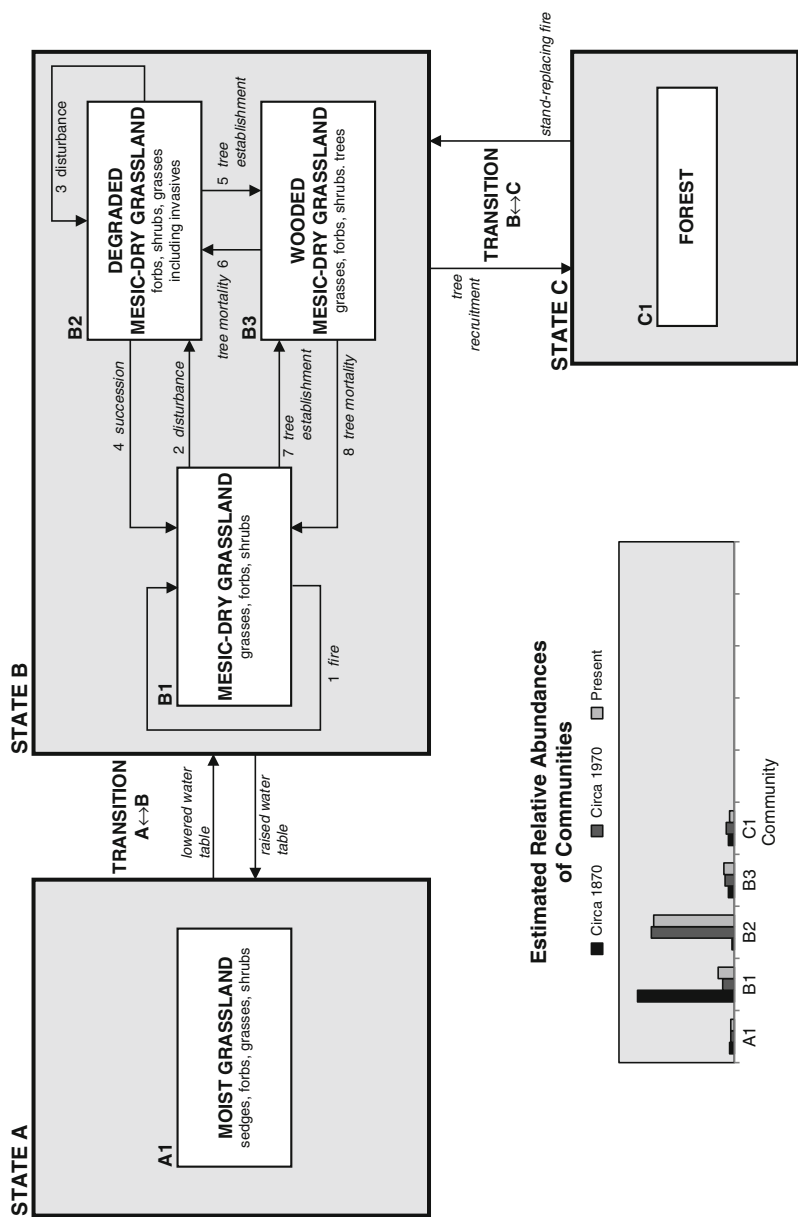 STATE A
A1
MOIST GRASSLAND
sedges, forbs, grasses, shrubs
TRANSITION
A↔B
lowered water
table
raised water
table
STATE B
B1
MESIC-DRY GRASSLAND
grasses, forbs, shrubs
1 fire
4 succession
2 disturbance
7 tree
establishment
8 tree mortality
B2
DEGRADED
MESIC-DRY GRASSLAND
forbs, shrubs, grasses
including invasives
3 disturbance
tree mortality 6
5 tree
establishment
B3
WOODED
MESIC-DRY GRASSLAND
grasses, forbs, shrubs. trees
tree
recruitment
TRANSITION
B↔C
stand-replacing fire
STATE C
C1
FOREST
Estimated Relative Abundances
of Communities
Circa 1870 Circa 1970 Present
A1 B1 B2 B3 C1
Community